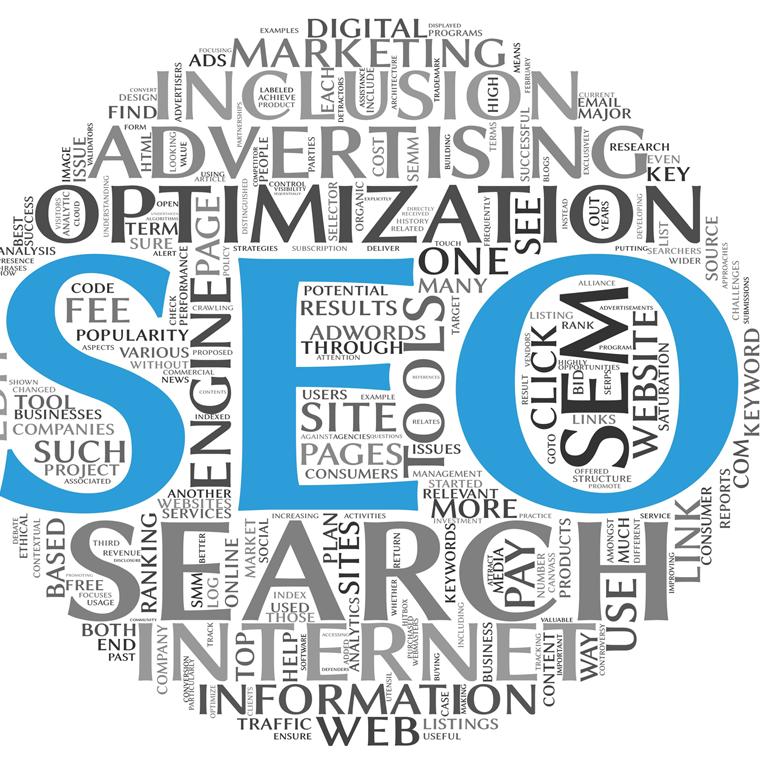 EXAMPLES DIGITAL DISPLAYED PROGRAMS
FOCUSING
ADS MARKETING MEANS
ADVERTISERS LABELED ACHIEVE PRODUCT EACH DETRACTORS ASSISTANCE INCLUDE ARCHITECTURE TRADEMARK HIGH FEBRUARY
CONVERT DESIGN INCLUSION CURRENT EMAIL
FIND PARTNERSHIPS MAJOR
FORM HTML LOOKING VALUE COMPETITOR PEOPLE PARTIES COST SEMM BUILDING TERMS SUCCESSFUL BLOGS EXCLUSIVELY
IMAGE ISSUE VALIDATORS ADVERTISING RESEARCH EVEN KEY
USING ARTICLE CONTROL VISIBILITY
BEST SUCCESS VISITORS ANALYTIC CLOUD UNDERSTANDING OPEN ALGORITHMS TERM SURE ALERT
OPTIMIZATION
PAGE POLICY DISTINGUISHED SELECTOR ORGANIC EXPLICITLY DIRECTLY RECEIVED HISTORY RELATED FREQUENTLY SEE INSTEAD OUT YEARS DEVELOPING LIST
ANALYSIS PRESENCE STRATEGIES SUBSCRIPTION DELIVER TOUCH PUTTING SEARCHERS WIDER SOURCE APPROACHES
ONE
MANY TARGET
CODE FEE CHECK PERFORMANCE CRAWLING
POPULARITY
ASPECTS VARIOUS PROPOSED
WITHOUT
COMMERCIAL NEWS
SHOWN CHANGED CONTENTS
TOOL BUSINESSES INDEXED
COMPANIES
SUCH PROJECT ASSOCIATED
ENGINE
SEO
POTENTIAL RESULTS
ADWORDS
THROUGH
ATTENTION
USERS EXAMPLE
SITE
AGAINST AGENCIES QUESTIONS
PAGES
CONSUMERS
TOOLS REFERENCES RELATES ISSUES
MANAGEMENT
STARTED
RELEVANT
MORE
INVESTMENT PRACTICE
ALLIANCE
LISTING RANK ADVERTISEMENTS
VENDORS RESULT CLICK GOTO PROGRAM
HIGHLY OPPORTUNITIES
BID SERPS
LINKS
SEM WEBSITE SATURATION
OFFERED STRUCTURE PROMOTE
CHALLENGES SUBMISSIONS
KEYWORD
COM
REPORTS
CONSUMER
LINK
ANOTHER
WEBSITES
SERVICES
DEBATE ETHICAL CONTEXTUAL BASED RANKING
INCREASING ACTIVITIES
THIRD REVENUE DISCLOSURE BETTER SMM LOG ONLINE MARKET SOCIAL PLAN SITES RETURN KEYWORDS
SEARCH
ATTRACT MEDIA PAY NUMBER CANVASS PRODUCTS AMONGST MUCH DIFFERENT SERVICE IMPROVING
PROMOTING FREE FOCUSES USAGE
INDEX USED THOSE
WHETHER HITBOX USE
COMMUNITY VALUABLE
BOTH END PAST
COMPANY TRACK TOP HELP SOFTWARE ACCESSING DEFENDERS ADDED ANALYTICS PURCHASED WEBMASTERS BUYING INCLUDING BUSINESS TRACKING CONTENT IMPORTANT WAY CONTROVERSY
INTERNET
CONVERSION PARTICULARLY OPTIMIZE CLIENTS UTENSIL CASE MAKING
INFORMATION
TRAFFIC WEB LISTINGS
ENSURE USEFUL